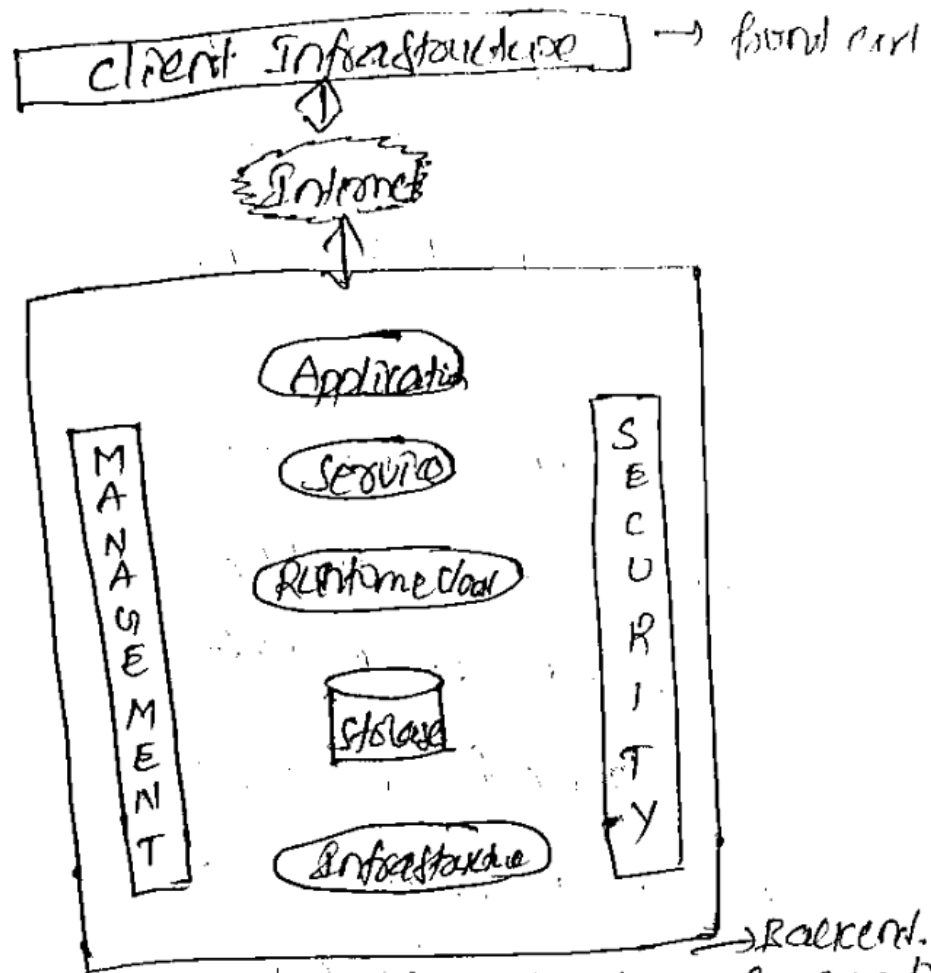 Client Infrastructure → front end
Internet
Application
Service
Runtime Cloud
Storage
Infrastructure
MANAGEMENT
SECURITY
→ Backend.